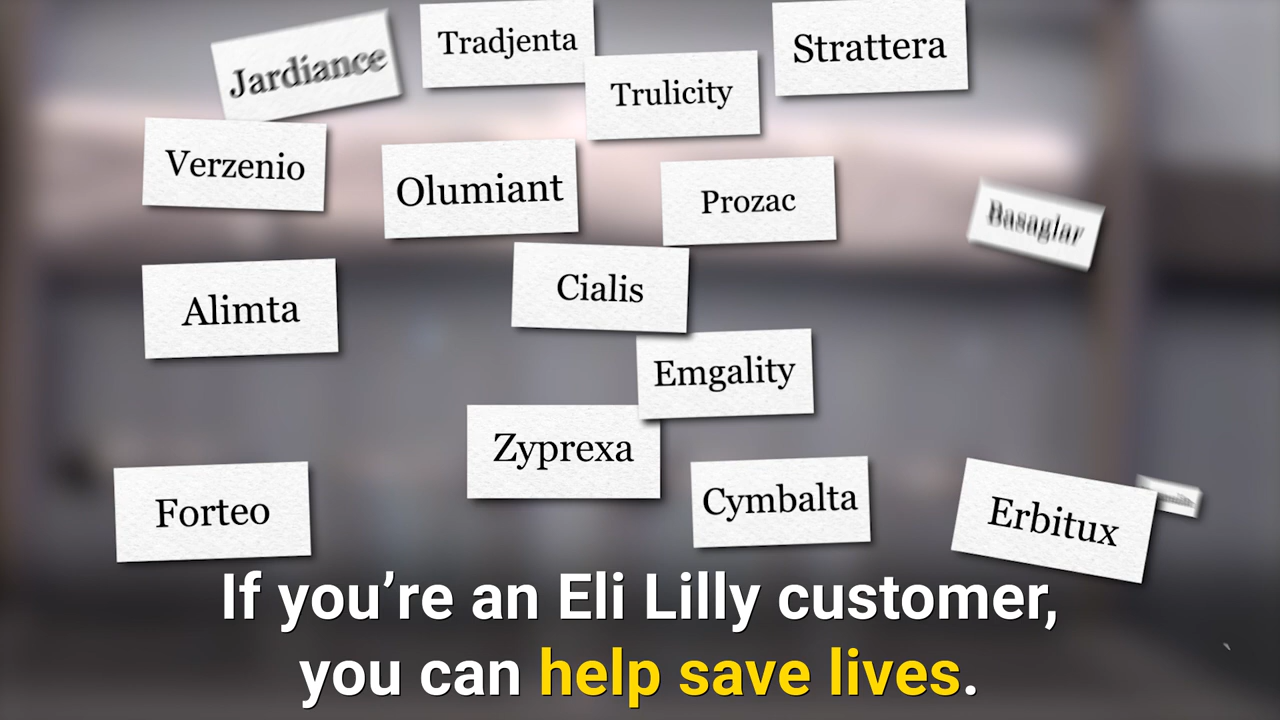 Jardiance
Tradjenta
Strattera
Trulicity
Verzenio
Olumiant
Prozac
Basaglar
Cialis
Alimta
Emgality
Zyprexa
Cymbalta
Forteo
Erbitux
If you’re an Eli Lilly customer,
you can help save lives.